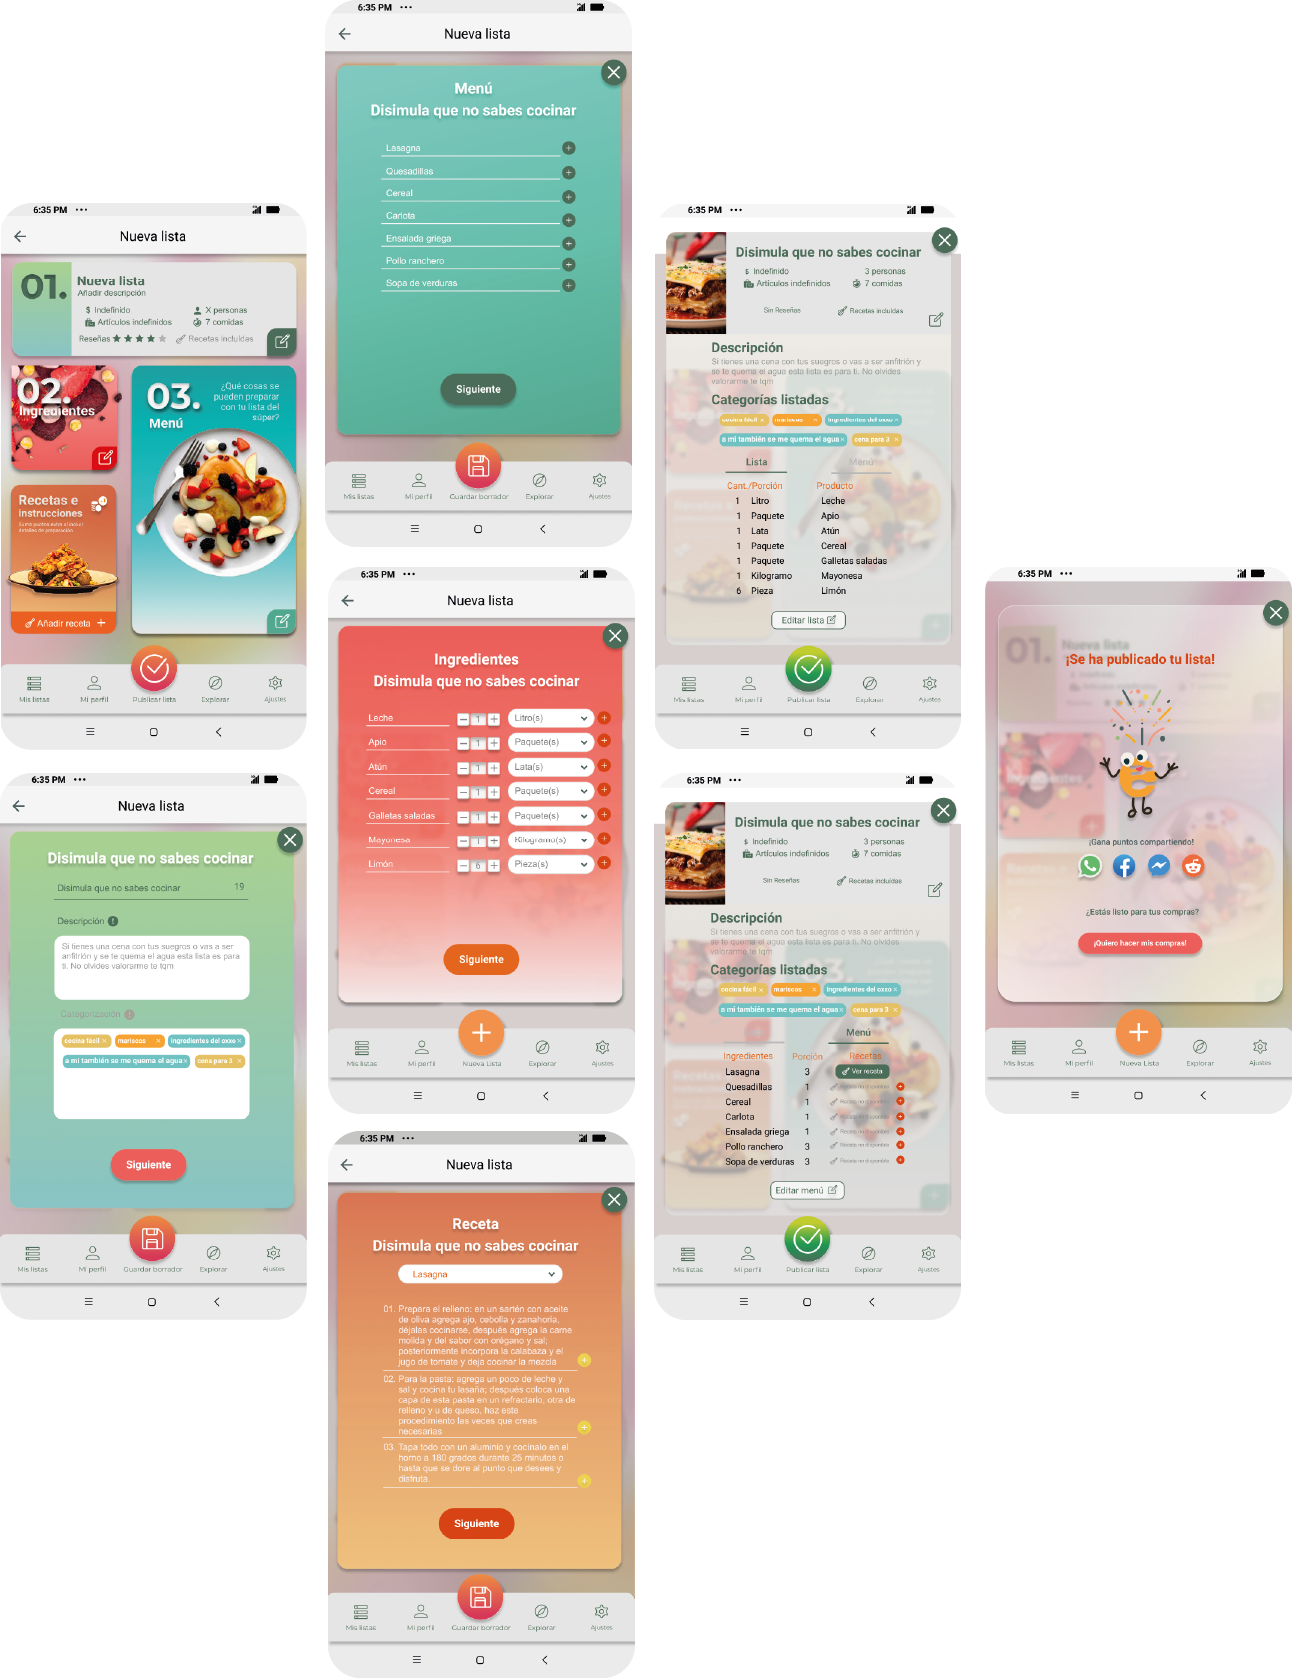 6:35 PM
Nueva lista
01.
Nueva lista
Añadir descripción
$ Indefinido
X personas
Artículos indefinidos
7 comidas
Reseñas
Recetas incluidas
02.
Ingredientes
03.
Menú
¿Qué cosas se
pueden preparar
con tu lista del
súper?
Recetas e
instrucciones
Añadir receta +
Mis listas
Mi perfil
Publicar lista
Explorar
Ajustes
6:35 PM
Nueva lista
Disimula que no sabes cocinar
Disimula que no sabes cocinar
19
Descripción
Si tienes una cena con tus suegros o vas a ser
anfitrión y se te quema el agua esta lista es para
ti. No olvides valorarme te tqm
Categorización
cocina fácil ×
mariscos ×
ingredientes del oxxo ×
a mi también se me quema el agua ×
cena para 3 ×
Siguiente
Mis listas
Mi perfil
Guardar borrador
Explorar
Ajustes
6:35 PM
Nueva lista
Menú
Disimula que no sabes cocinar
Lasagna
Quesadillas
Cereal
Carlota
Ensalada griega
Pollo ranchero
Sopa de verduras
Siguiente
Mis listas
Mi perfil
Guardar borrador
Explorar
Ajustes
6:35 PM
Nueva lista
Ingredientes
Disimula que no sabes cocinar
Leche
1
Litro(s)
Apio
1
Paquete(s)
Atún
1
Lata(s)
Cereal
1
Paquete(s)
Galletas saladas
1
Paquete(s)
Mayonesa
1
Kilogramo(s)
Limón
6
Pieza(s)
Siguiente
Mis listas
Mi perfil
Nueva Lista
Explorar
Ajustes
6:35 PM
Nueva lista
Receta
Disimula que no sabes cocinar
Lasagna
01. Prepara el relleno: en un sartén con aceite
de oliva agrega ajo, cebolla y zanahoria,
déjalas cocinarse, después agrega la carne
molida y del sabor con orégano y sal;
posteriormente incorpora la calabaza y el
jugo de tomate y deja cocinar la mezcla
02. Para la pasta: agrega un poco de leche y
sal y cocina tu lasaña; después coloca una
capa de esta pasta en un refractario, otra de
relleno y u de queso, haz este
procedimiento las veces que creas
necesarias
03. Tapa todo con un aluminio y cocinalo en el
horno a 180 grados durante 25 minutos o
hasta que se dore al punto que desees y
disfruta.
Siguiente
Mis listas
Mi perfil
Guardar borrador
Explorar
Ajustes
6:35 PM
Disimula que no sabes cocinar
$ Indefinido
3 personas
Artículos indefinidos
7 comidas
Sin Reseñas
Recetas incluidas
Descripción
Si tienes una cena con tus suegros o vas a ser anfitrión y
se te quema el agua esta lista es para ti. No olvides
valorarme te tqm
Categorías listadas
cocina fácil ×
mariscos ×
ingredientes del oxxo ×
a mi también se me quema el agua ×
cena para 3 ×
Lista
Menú
Cant./Porción
Producto
1 Litro Leche
1 Paquete Apio
1 Lata Atún
1 Paquete Cereal
1 Paquete Galletas saladas
1 Kilogramo Mayonesa
6 Pieza Limón
Editar lista
Mis listas
Mi perfil
Publicar lista
Explorar
Ajustes
6:35 PM
Disimula que no sabes cocinar
$ Indefinido
3 personas
Artículos indefinidos
7 comidas
Sin Reseñas
Recetas incluidas
Descripción
Si tienes una cena con tus suegros o vas a ser anfitrión y
se te quema el agua esta lista es para ti. No olvides
valorarme te tqm
Categorías listadas
cocina fácil ×
mariscos ×
ingredientes del oxxo ×
a mi también se me quema el agua ×
cena para 3 ×
Menú
Ingredientes
Porción
Recetas
Lasagna 3 Ver receta
Quesadillas 1 Receta no disponible
Cereal 1 Receta no disponible
Carlota 1 Receta no disponible
Ensalada griega 1 Receta no disponible
Pollo ranchero 3 Receta no disponible
Sopa de verduras 3 Receta no disponible
Editar menú
Mis listas
Mi perfil
Publicar lista
Explorar
Ajustes
6:35 PM
01.
Nueva lista
¡Se ha publicado tu lista!
¡Gana puntos compartiendo!
¿Estás listo para tus compras?
¡Quiero hacer mis compras!
Mis listas
Mi perfil
Nueva Lista
Explorar
Ajustes